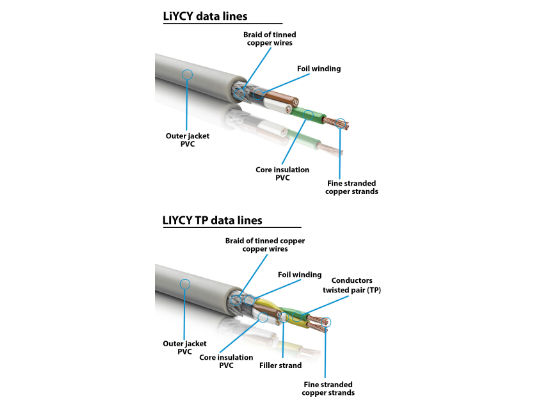 LiYCY data lines
Braid of tinned
copper wires
Foil winding
Outer jacket
PVC
Core insulation
PVC
Fine stranded
copper strands
LIYCY TP data lines
Braid of tinned copper
copper wires
Foil winding
Conductors
twisted pair (TP)
Outer jacket
PVC
Core insulation
PVC
Filler strand
Fine stranded
copper strands